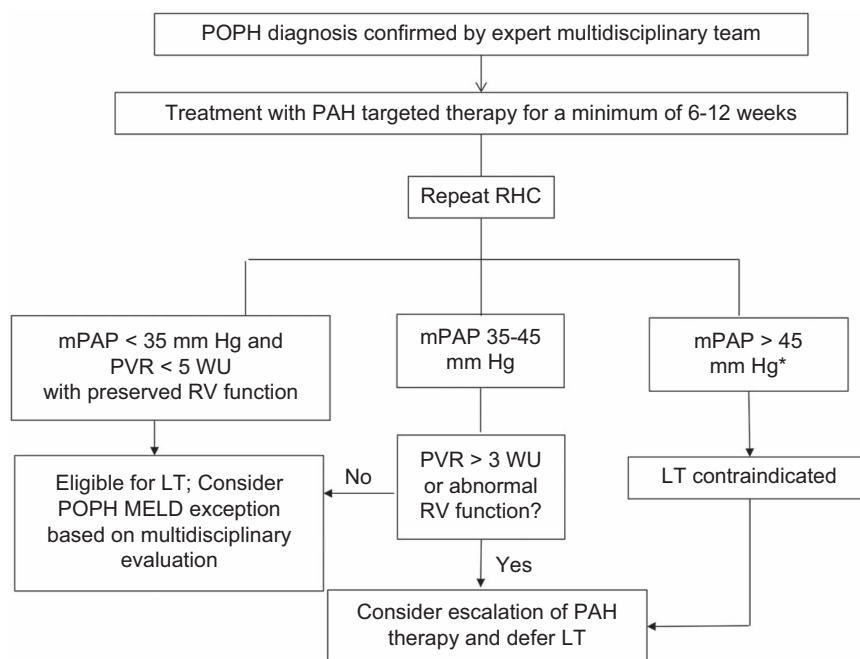 POPH diagnosis confirmed by expert multidisciplinary team
Treatment with PAH targeted therapy for a minimum of 6-12 weeks
Repeat RHC
mPAP < 35 mm Hg and
PVR < 5 WU
with preserved RV function
mPAP 35-45
mm Hg
mPAP > 45
mm Hg*
Eligible for LT; Consider
POPH MELD exception
based on multidisciplinary
evaluation
No
PVR > 3 WU
or abnormal
RV function?
LT contraindicated
Yes
Consider escalation of PAH
therapy and defer LT